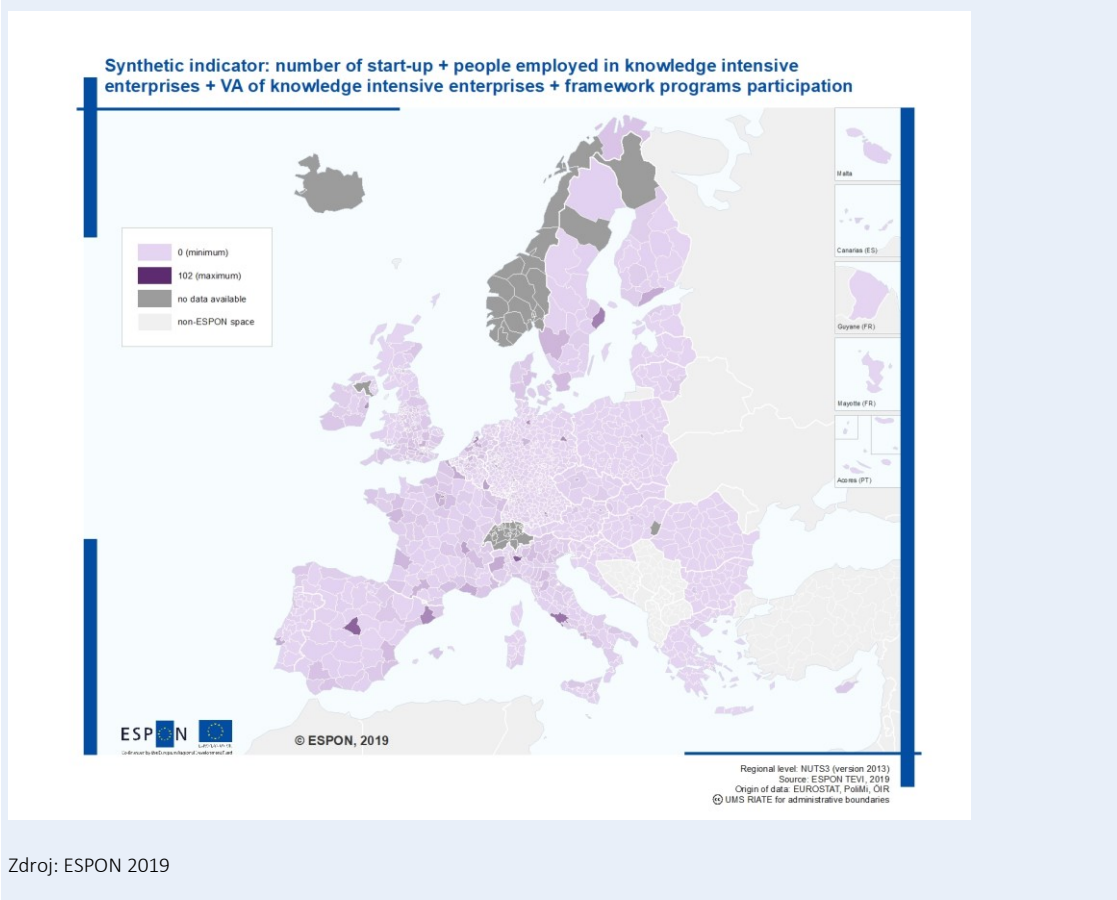 Synthetic indicator: number of start-up + people employed in knowledge intensive
enterprises + VA of knowledge intensive enterprises + framework programs participation
Malta
Canarias (ES)
0 (minimum)
102 (maximum)
no data available
non-ESPON space
Guyane (FR)
Mayotte (FR)
Acores (PT)
ESPON
© ESPON, 2019
Regional level: NUTS3 (version 2013)
Source: ESPON TEVI, 2019
Origin of data: EUROSTAT, PoliMi, ÖIR
cc UMS RIATE for administrative boundaries
Zdroj: ESPON 2019